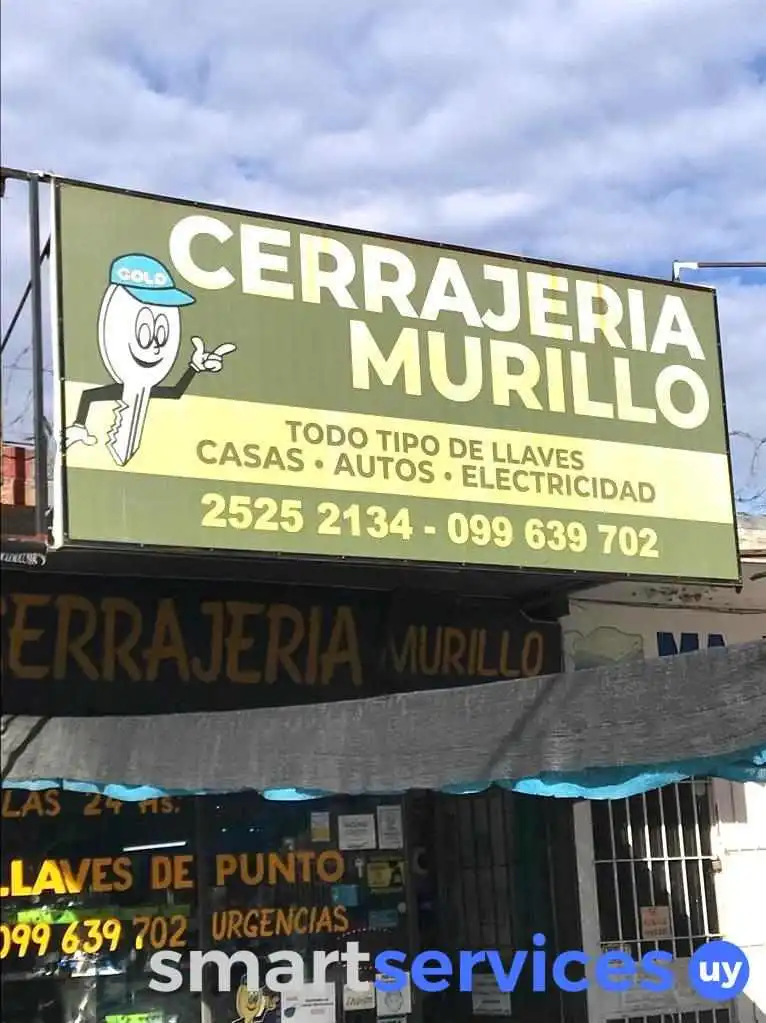 GOLD
CERRAJERIA
MURILLO
TODO TIPO DE LLAVES
CASAS • AUTOS • ELECTRICIDAD
2525 2134 - 099 639 702
CERRAJERIA MURILLO
LAS 24 Hs.
LLAVES DE PUNTO
099 639 702 URGENCIAS
smartservices uy